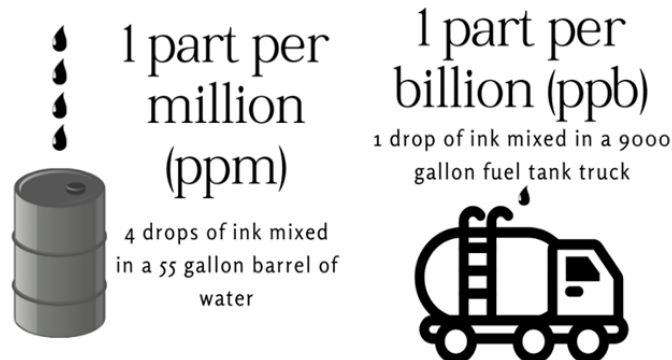 1 part per
million
(ppm)
4 drops of ink mixed
in a 55 gallon barrel of
water
1 part per
billion (ppb)
1 drop of ink mixed in a 9000
gallon fuel tank truck